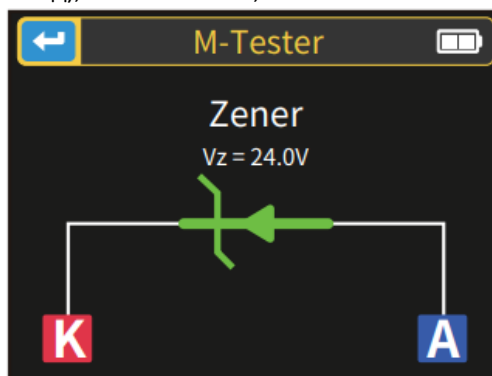 M-Tester
Zener
Vz = 24.0V
K
A